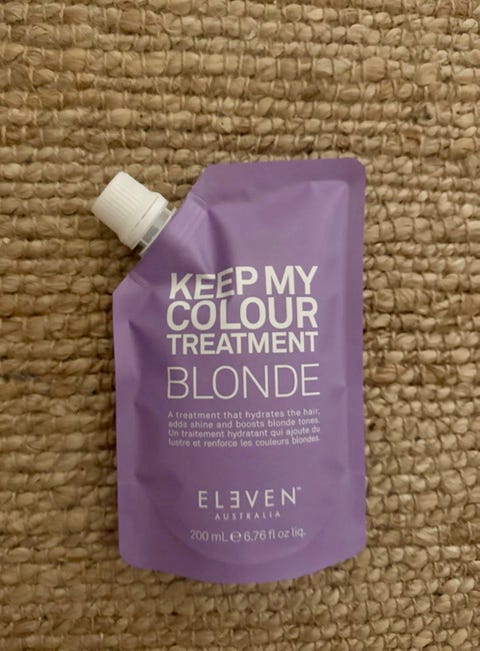 KEEP MY
COLOUR
TREATMENT
BLONDE
A treatment that hydrates the hair,
adds shine and boosts blonde tones.
Un traitement hydratant qui ajoute du
lustre et renforce les couleurs blondes.
ELEVEN™
AUSTRALIA
200 mL ℮ 6.76 fl oz liq.